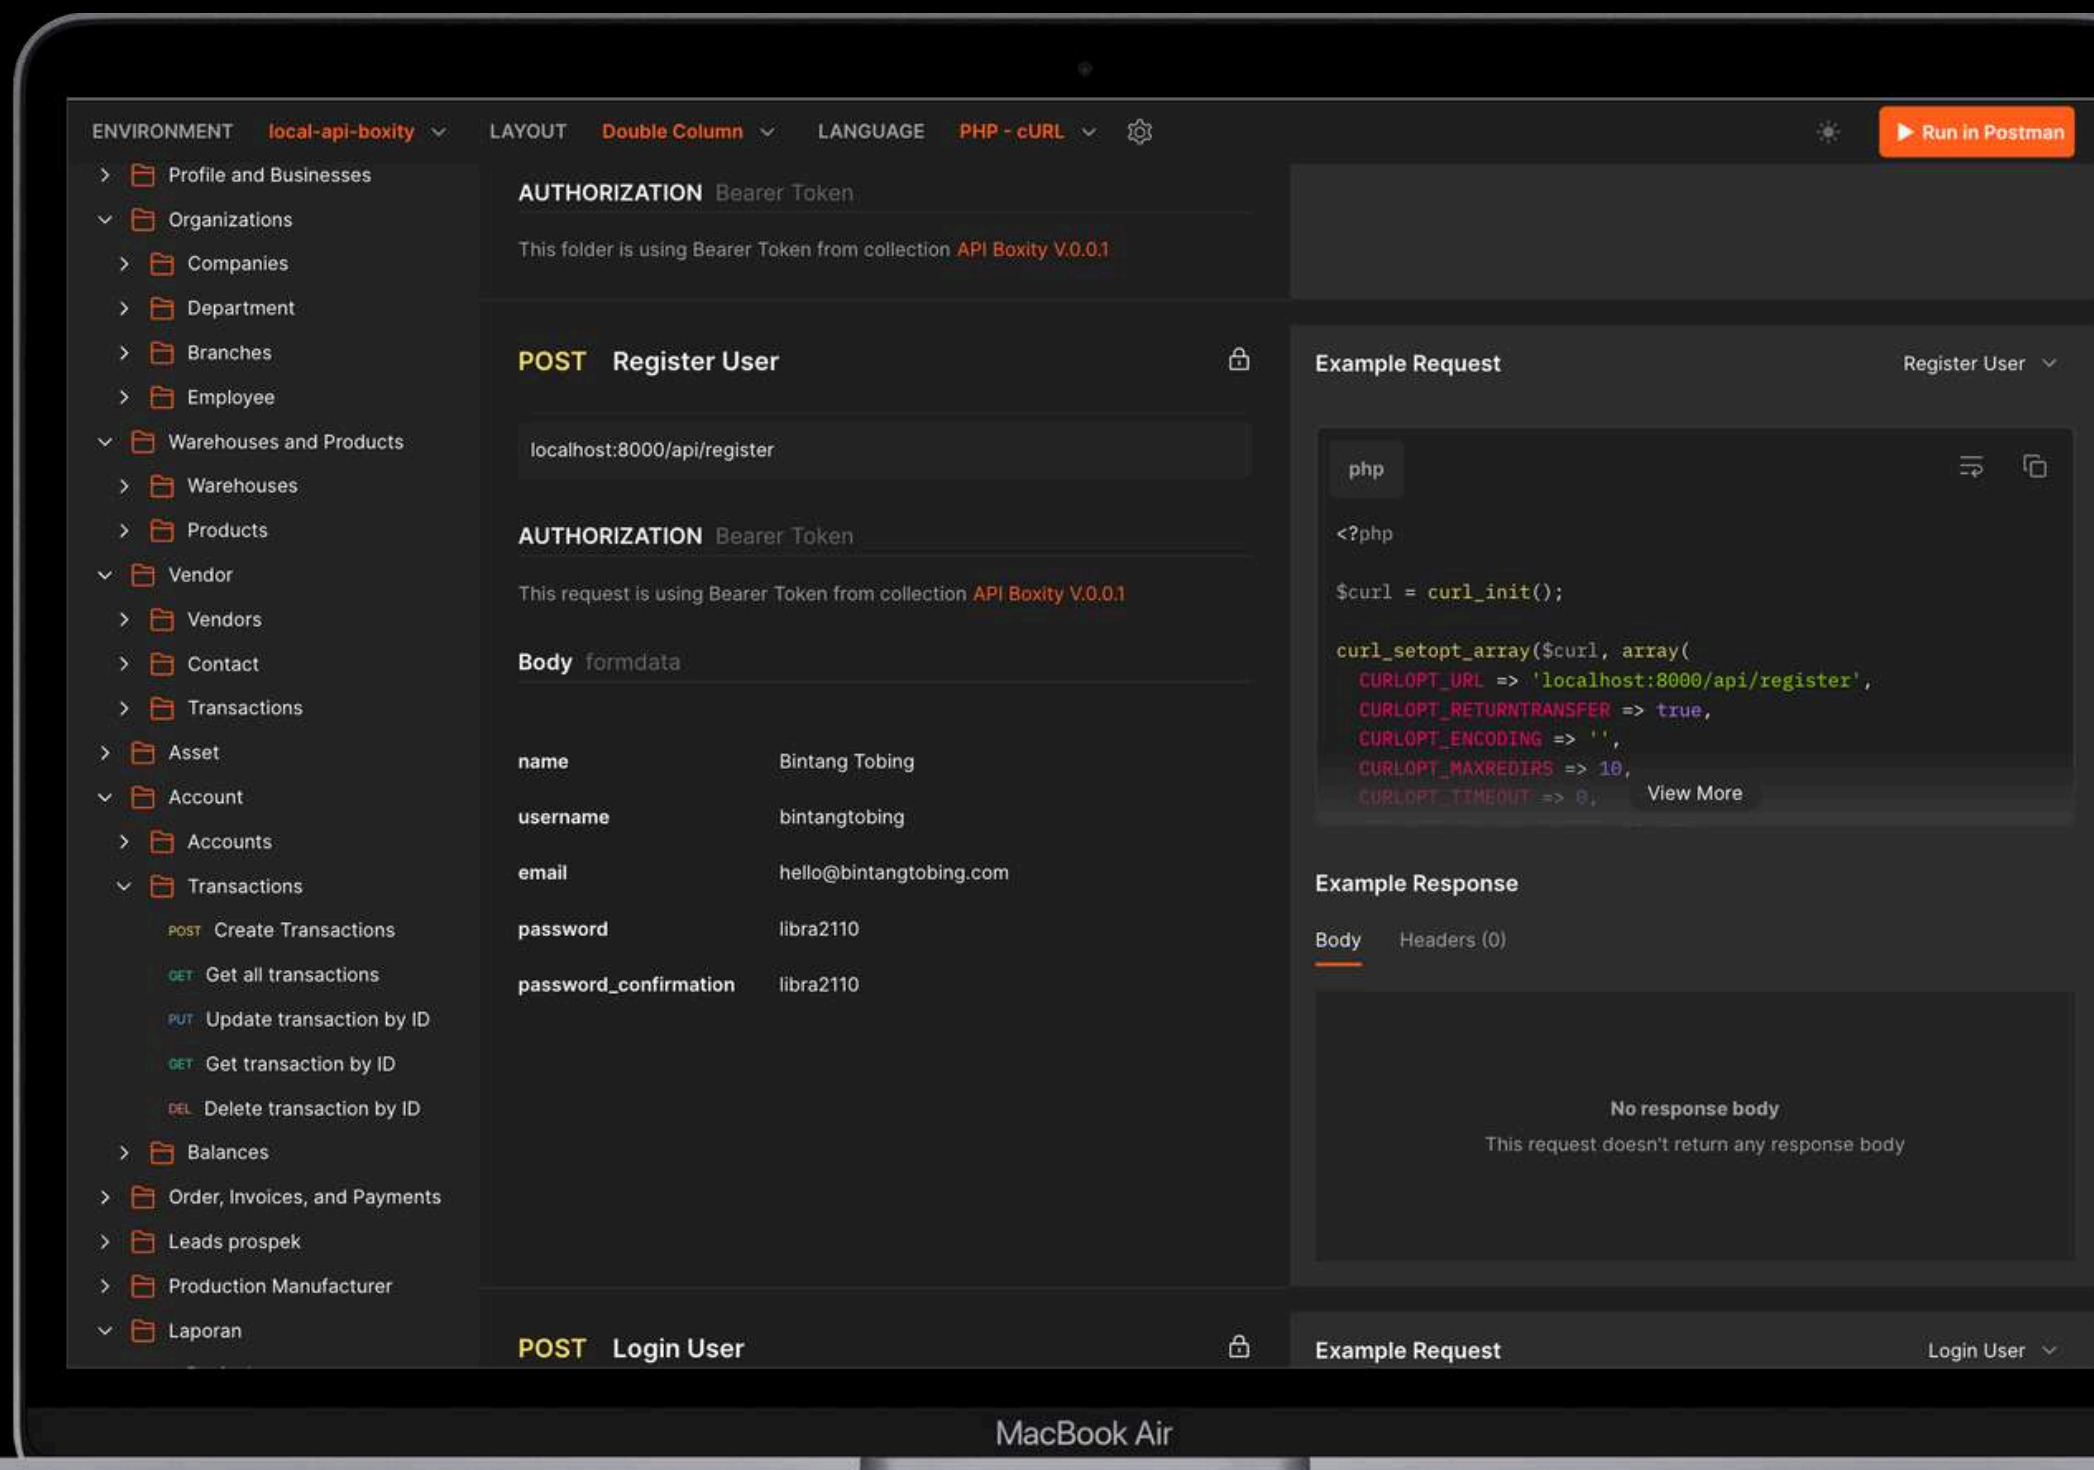 ENVIRONMENT local-api-boxity LAYOUT Double Column LANGUAGE PHP - cURL Run in Postman
Profile and Businesses
Organizations
Companies
Department
Branches
Employee
Warehouses and Products
Warehouses
Products
Vendor
Vendors
Contact
Transactions
Asset
Account
Accounts
Transactions
POST Create Transactions
GET Get all transactions
PUT Update transaction by ID
GET Get transaction by ID
DEL Delete transaction by ID
Balances
Order, Invoices, and Payments
Leads prospek
Production Manufacturer
Laporan
AUTHORIZATION Bearer Token
This folder is using Bearer Token from collection API Boxity V.0.0.1
POST Register User
localhost:8000/api/register
AUTHORIZATION Bearer Token
This request is using Bearer Token from collection API Boxity V.0.0.1
Body formdata
name Bintang Tobing
username bintangtobing
email hello@bintangtobing.com
password libra2110
password_confirmation libra2110
POST Login User
Example Request Register User
php
<?php
$curl = curl_init();
curl_setopt_array($curl, array(
CURLOPT_URL => 'localhost:8000/api/register',
CURLOPT_RETURNTRANSFER => true,
CURLOPT_ENCODING => '',
CURLOPT_MAXREDIRS => 10,
CURLOPT_TIMEOUT => 0,
View More
Example Response
Body Headers (0)
No response body
This request doesn't return any response body
Example Request Login User
MacBook Air